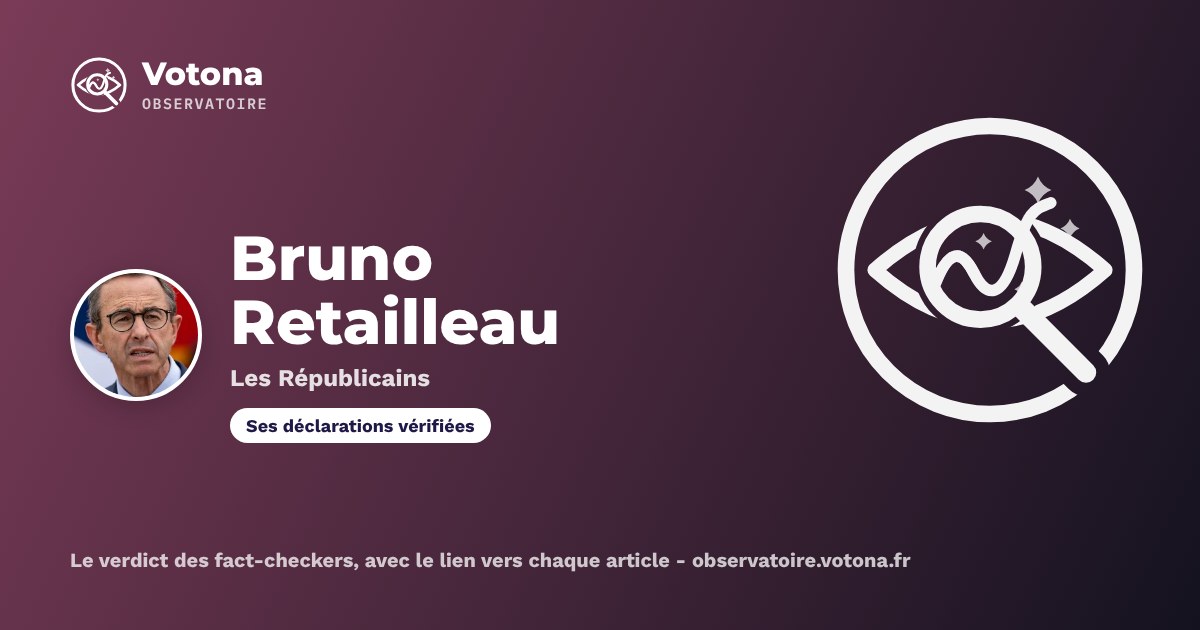 Votona
OBSERVATOIRE
Bruno
Retailleau
Les Républicains
Ses déclarations vérifiées
Le verdict des fact-checkers, avec le lien vers chaque article - observatoire.votona.fr